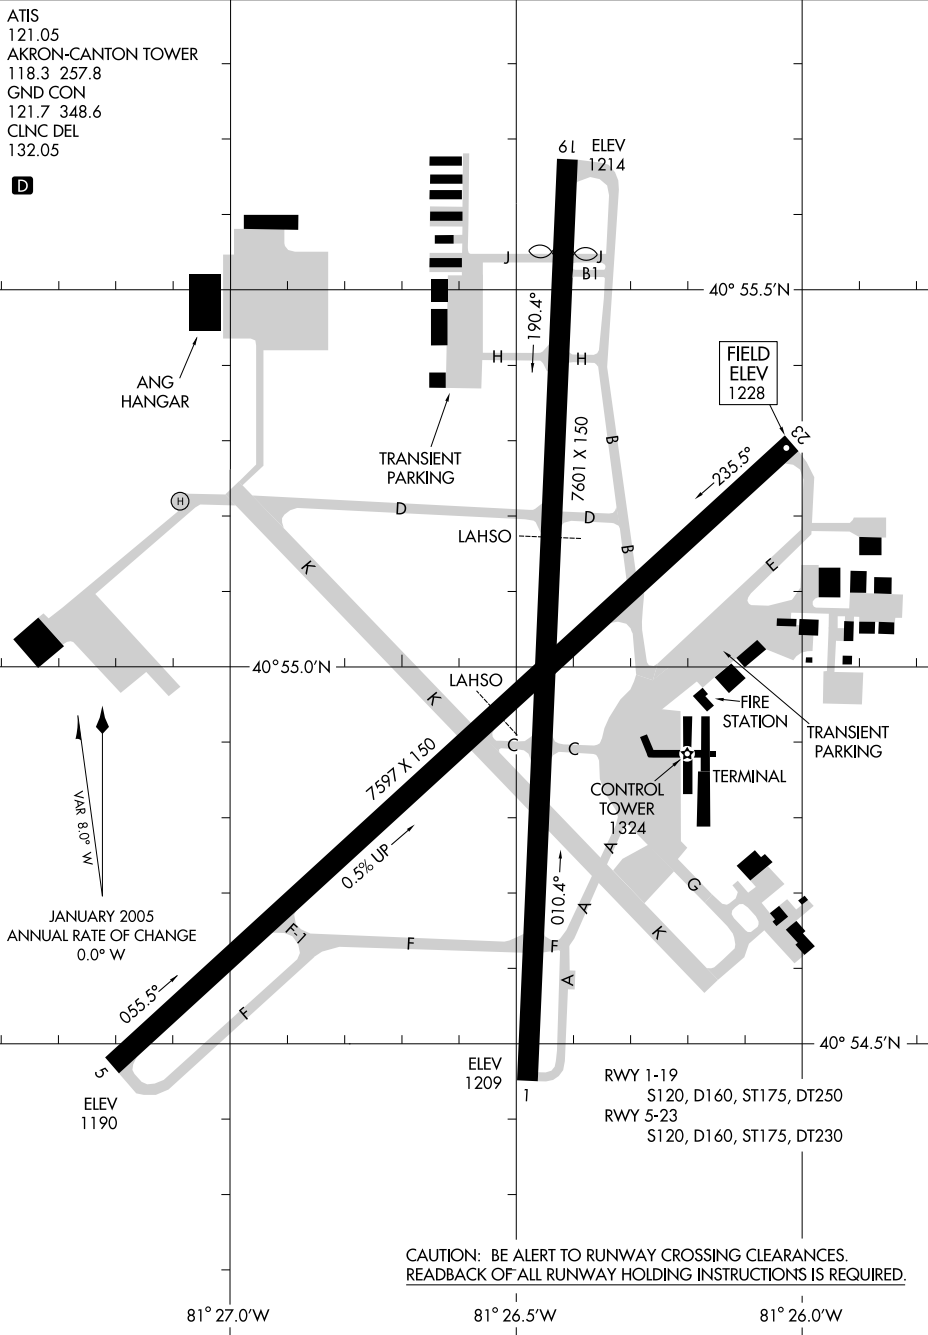 ATIS
121.05
AKRON-CANTON TOWER
118.3 257.8
GND CON
121.7 348.6
CLNC DEL
132.05
D
19
ELEV
1214
J
J
B1
40° 55.5'N
190.4°
H
H
ANG
HANGAR
FIELD
ELEV
1228
23
TRANSIENT
PARKING
7601 X 150
B
235.5°
H
D
D
LAHSO
B
K
E
40° 55.0'N
LAHSO
K
FIRE
STATION
TRANSIENT
PARKING
C
C
7597 X 150
TERMINAL
CONTROL
TOWER
1324
VAR 8.0° W
0.5% UP
A
G
010.4°
A
JANUARY 2005
ANNUAL RATE OF CHANGE
0.0° W
F-1
F
F
K
A
055.5°
F
40° 54.5'N
5
ELEV
1190
ELEV
1209
1
RWY 1-19
S120, D160, ST175, DT250
RWY 5-23
S120, D160, ST175, DT230
CAUTION: BE ALERT TO RUNWAY CROSSING CLEARANCES.
READBACK OF ALL RUNWAY HOLDING INSTRUCTIONS IS REQUIRED.
81° 27.0'W
81° 26.5'W
81° 26.0'W